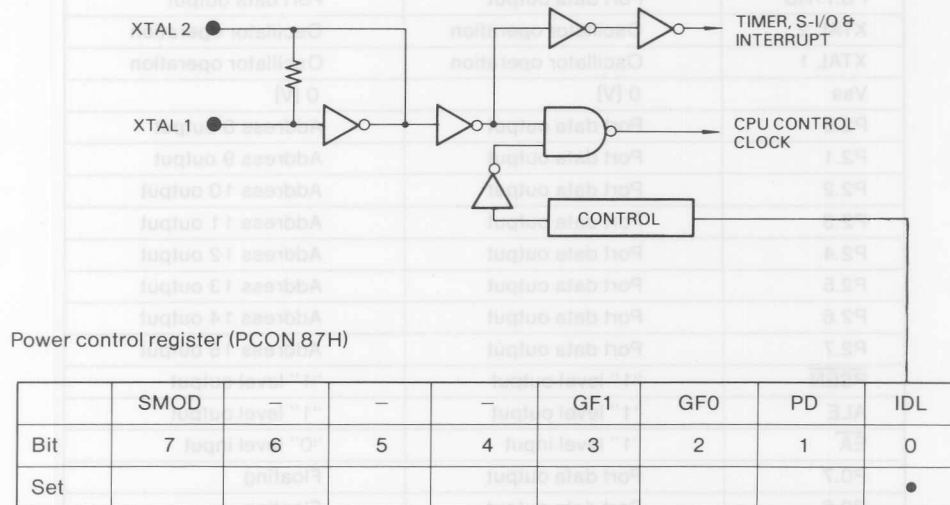 XTAL 2
TIMER, S-I/O &
INTERRUPT
XTAL 1
CPU CONTROL
CLOCK
CONTROL
Power control register (PCON 87H)
SMOD — — — GF1 GF0 PD IDL
Bit 7 6 5 4 3 2 1 0
Set •